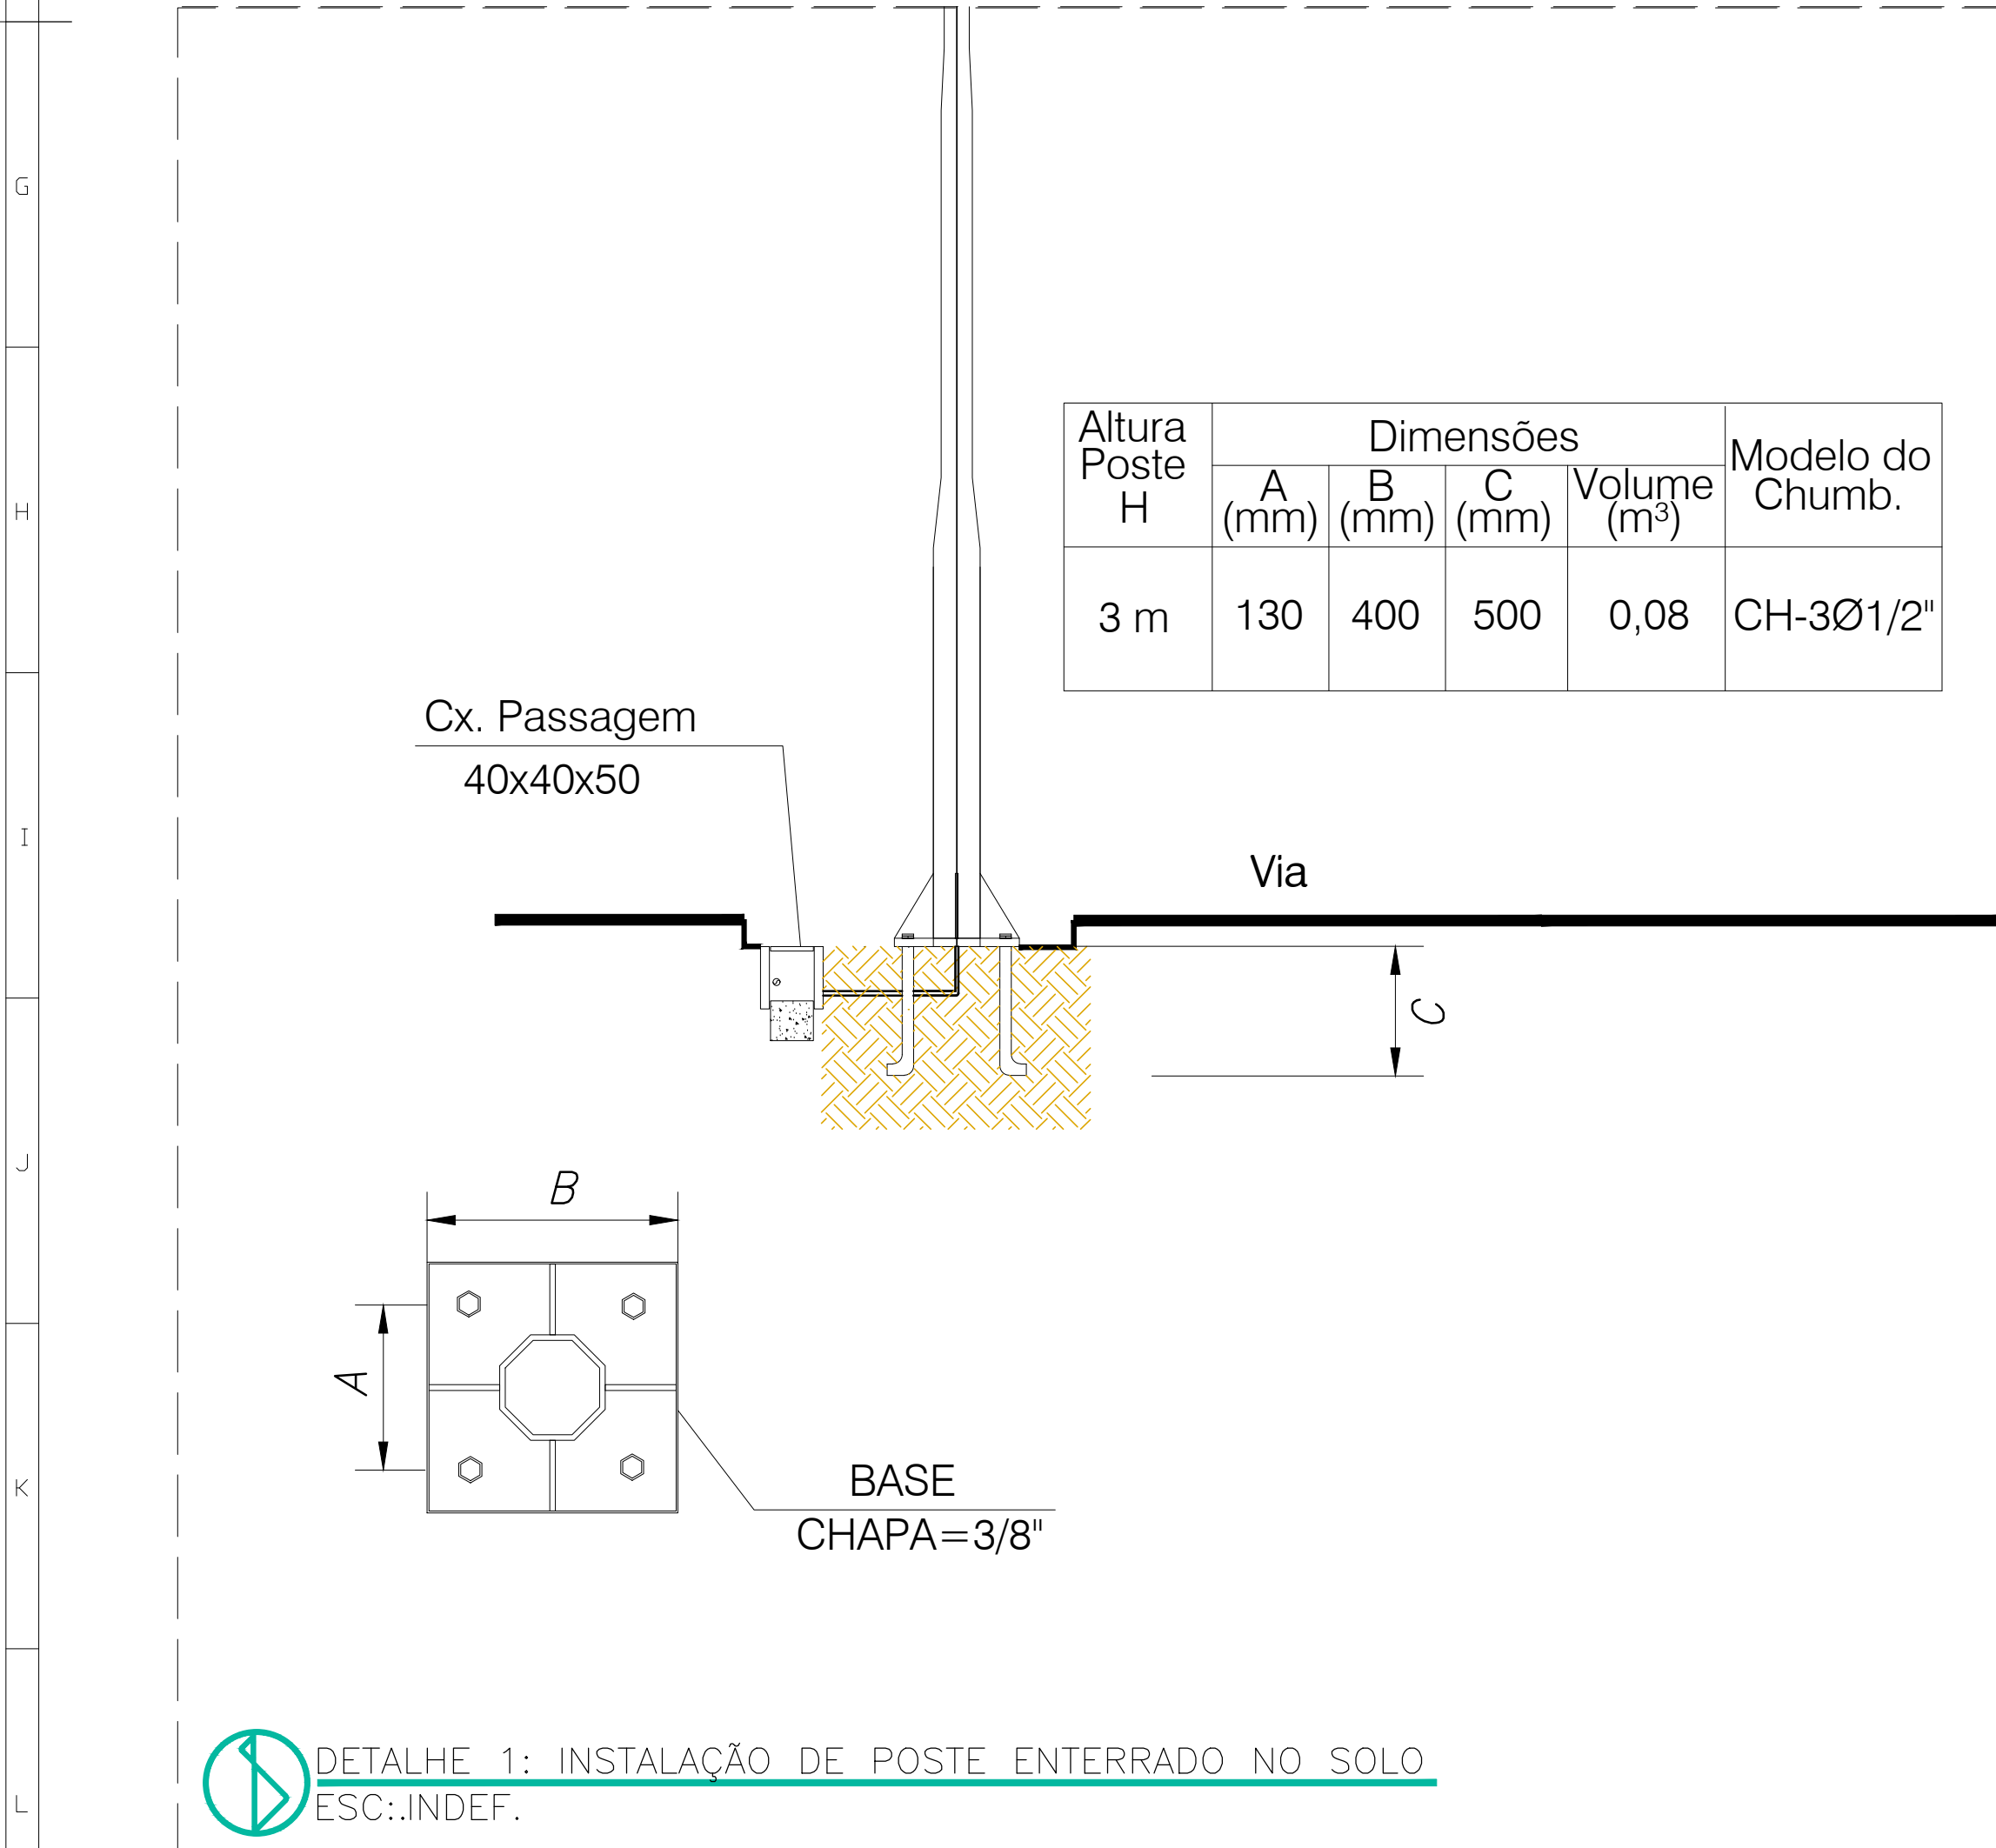 G
H
I
J
K
L
Altura
Poste
H
Dimensões
A
(mm)
B
(mm)
C
(mm)
Volume
(m³)
Modelo do
Chumb.
3 m
130
400
500
0,08
CH-3Ø1/2"
Cx. Passagem
40x40x50
Via
C
B
A
BASE
CHAPA=3/8"
DETALHE 1: INSTALAÇÃO DE POSTE ENTERRADO NO SOLO
ESC:.INDEF.